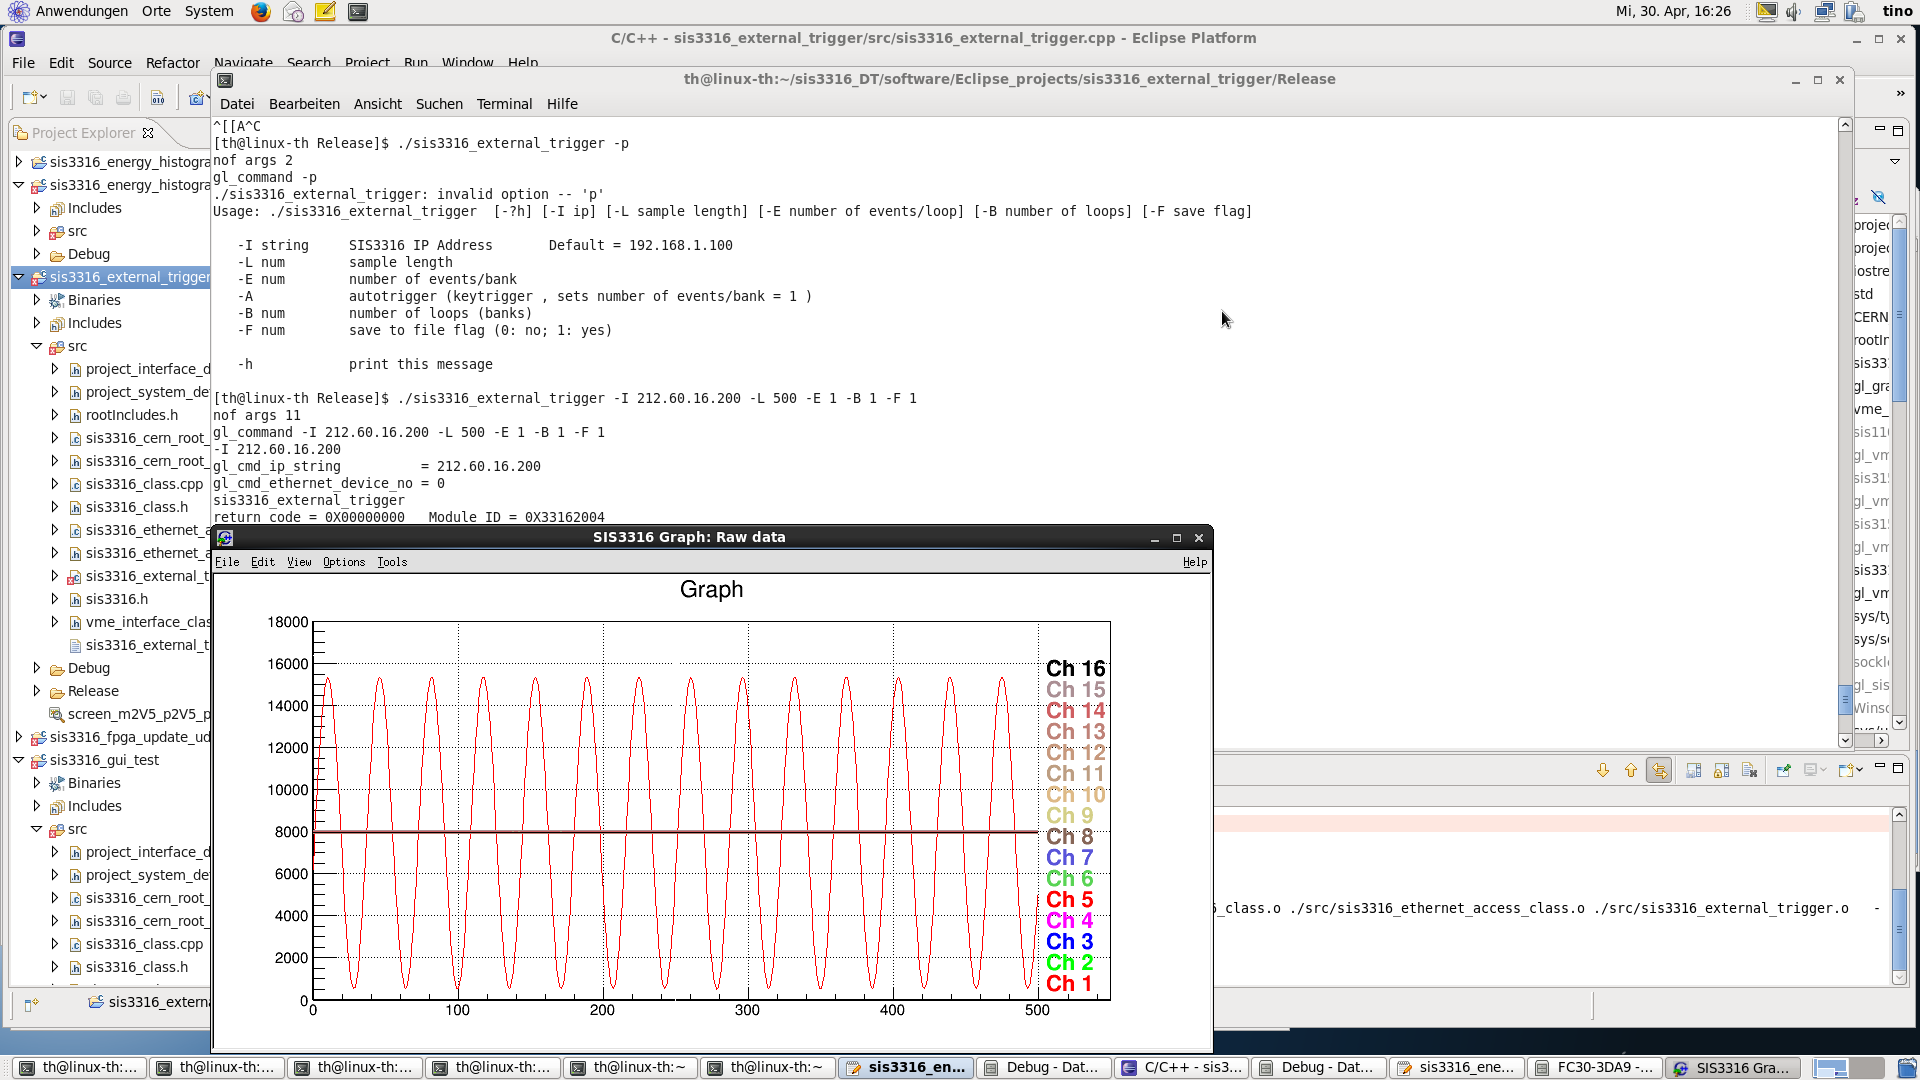 Anwendungen Orte System
Mi, 30. Apr, 16:26 tino
C/C++ - sis3316_external_trigger/src/sis3316_external_trigger.cpp - Eclipse Platform
File Edit Source Refactor Navigate Search Project Run Window Help
th@linux-th:~/sis3316_DT/software/Eclipse_projects/sis3316_external_trigger/Release
Datei Bearbeiten Ansicht Suchen Terminal Hilfe
Project Explorer
sis3316_energy_histogra
sis3316_energy_histogra
Includes
src
Debug
sis3316_external_trigger
Binaries
Includes
src
project_interface_d
project_system_de
rootIncludes.h
sis3316_cern_root_
sis3316_cern_root_
sis3316_class.cpp
sis3316_class.h
sis3316_ethernet_a
sis3316_ethernet_a
sis3316_external_t
sis3316.h
vme_interface_clas
sis3316_external_t
Debug
Release
screen_m2V5_p2V5_p
sis3316_fpga_update_ud
sis3316_gui_test
Binaries
Includes
src
project_interface_d
project_system_de
sis3316_cern_root_
sis3316_cern_root_
sis3316_class.cpp
sis3316_class.h
sis3316_externa
^[[A^C
[th@linux-th Release]$ ./sis3316_external_trigger -p
nof args 2
gl_command -p
./sis3316_external_trigger: invalid option -- 'p'
Usage: ./sis3316_external_trigger [-?h] [-I ip] [-L sample length] [-E number of events/loop] [-B number of loops] [-F save flag]
-I string SIS3316 IP Address Default = 192.168.1.100
-L num sample length
-E num number of events/bank
-A autotrigger (keytrigger , sets number of events/bank = 1 )
-B num number of loops (banks)
-F num save to file flag (0: no; 1: yes)
-h print this message
[th@linux-th Release]$ ./sis3316_external_trigger -I 212.60.16.200 -L 500 -E 1 -B 1 -F 1
nof args 11
gl_command -I 212.60.16.200 -L 500 -E 1 -B 1 -F 1
-I 212.60.16.200
gl_cmd_ip_string = 212.60.16.200
gl_cmd_ethernet_device_no = 0
sis3316_external_trigger
return code = 0X00000000 Module ID = 0X33162004
projec
projec
iostre
std
CERN
rootIn
sis33
gl_gra
vme_
sis110
gl_vm
sis31
gl_vm
sis31
gl_vm
sis33
gl_vm
sys/ty
sys/so
sockl
gl_sis
Winso
SIS3316 Graph: Raw data
File Edit View Options Tools Help
Graph
18000
16000
14000
12000
10000
8000
6000
4000
2000
0
0 100 200 300 400 500
Ch 16
Ch 15
Ch 14
Ch 13
Ch 12
Ch 11
Ch 10
Ch 9
Ch 8
Ch 7
Ch 6
Ch 5
Ch 4
Ch 3
Ch 2
Ch 1
_class.o ./src/sis3316_ethernet_access_class.o ./src/sis3316_external_trigger.o -
th@linux-th:... th@linux-th:... th@linux-th:... th@linux-th:... th@linux-th:~ th@linux-th:~ sis3316_en... Debug - Dat... C/C++ - sis3... Debug - Dat... sis3316_ene... FC30-3DA9 -... SIS3316 Gra...